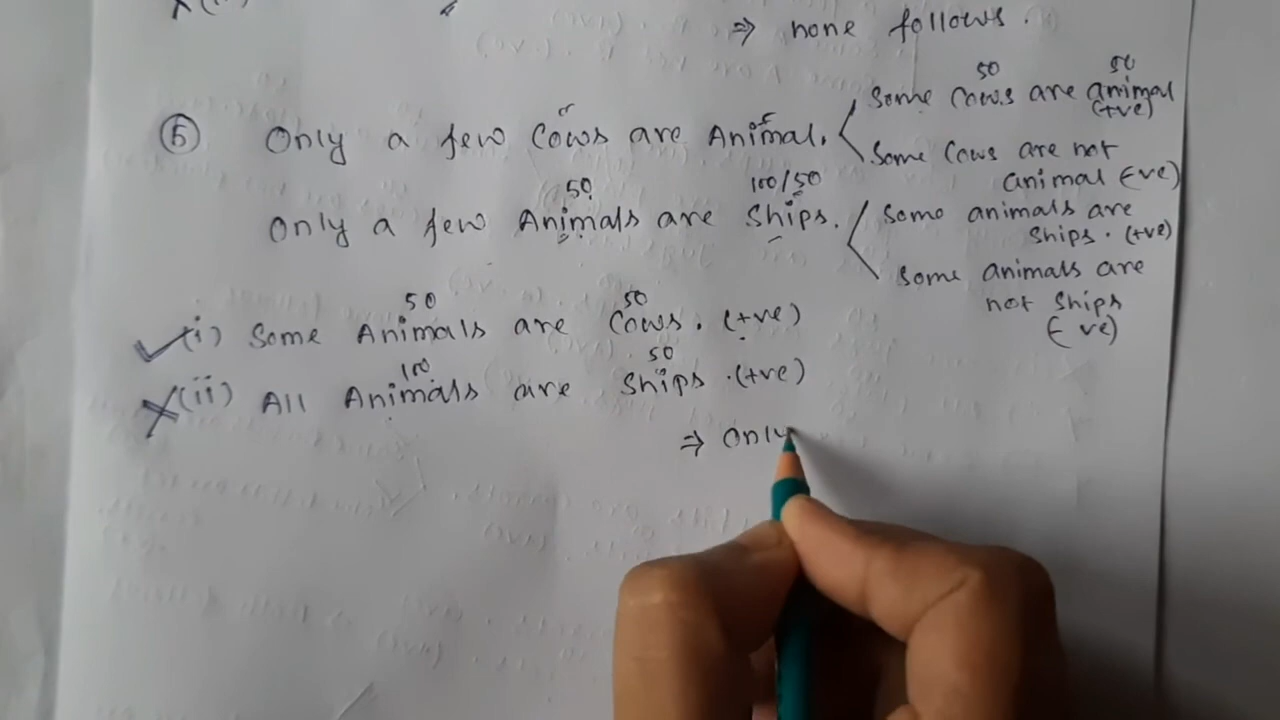 ⇒ none follows.
50 50
Some Cows are animal
(+ve)
⑤ Only a few Cows are Animal.
Some Cows are not
animal (-ve)
50 100/50
Only a few Animals are Ships.
Some animals are
Ships. (+ve)
Some animals are
not Ships
(-ve)
50 50
(i) Some Animals are Cows. (+ve)
100 50
(ii) All Animals are Ships. (+ve)
⇒ Only